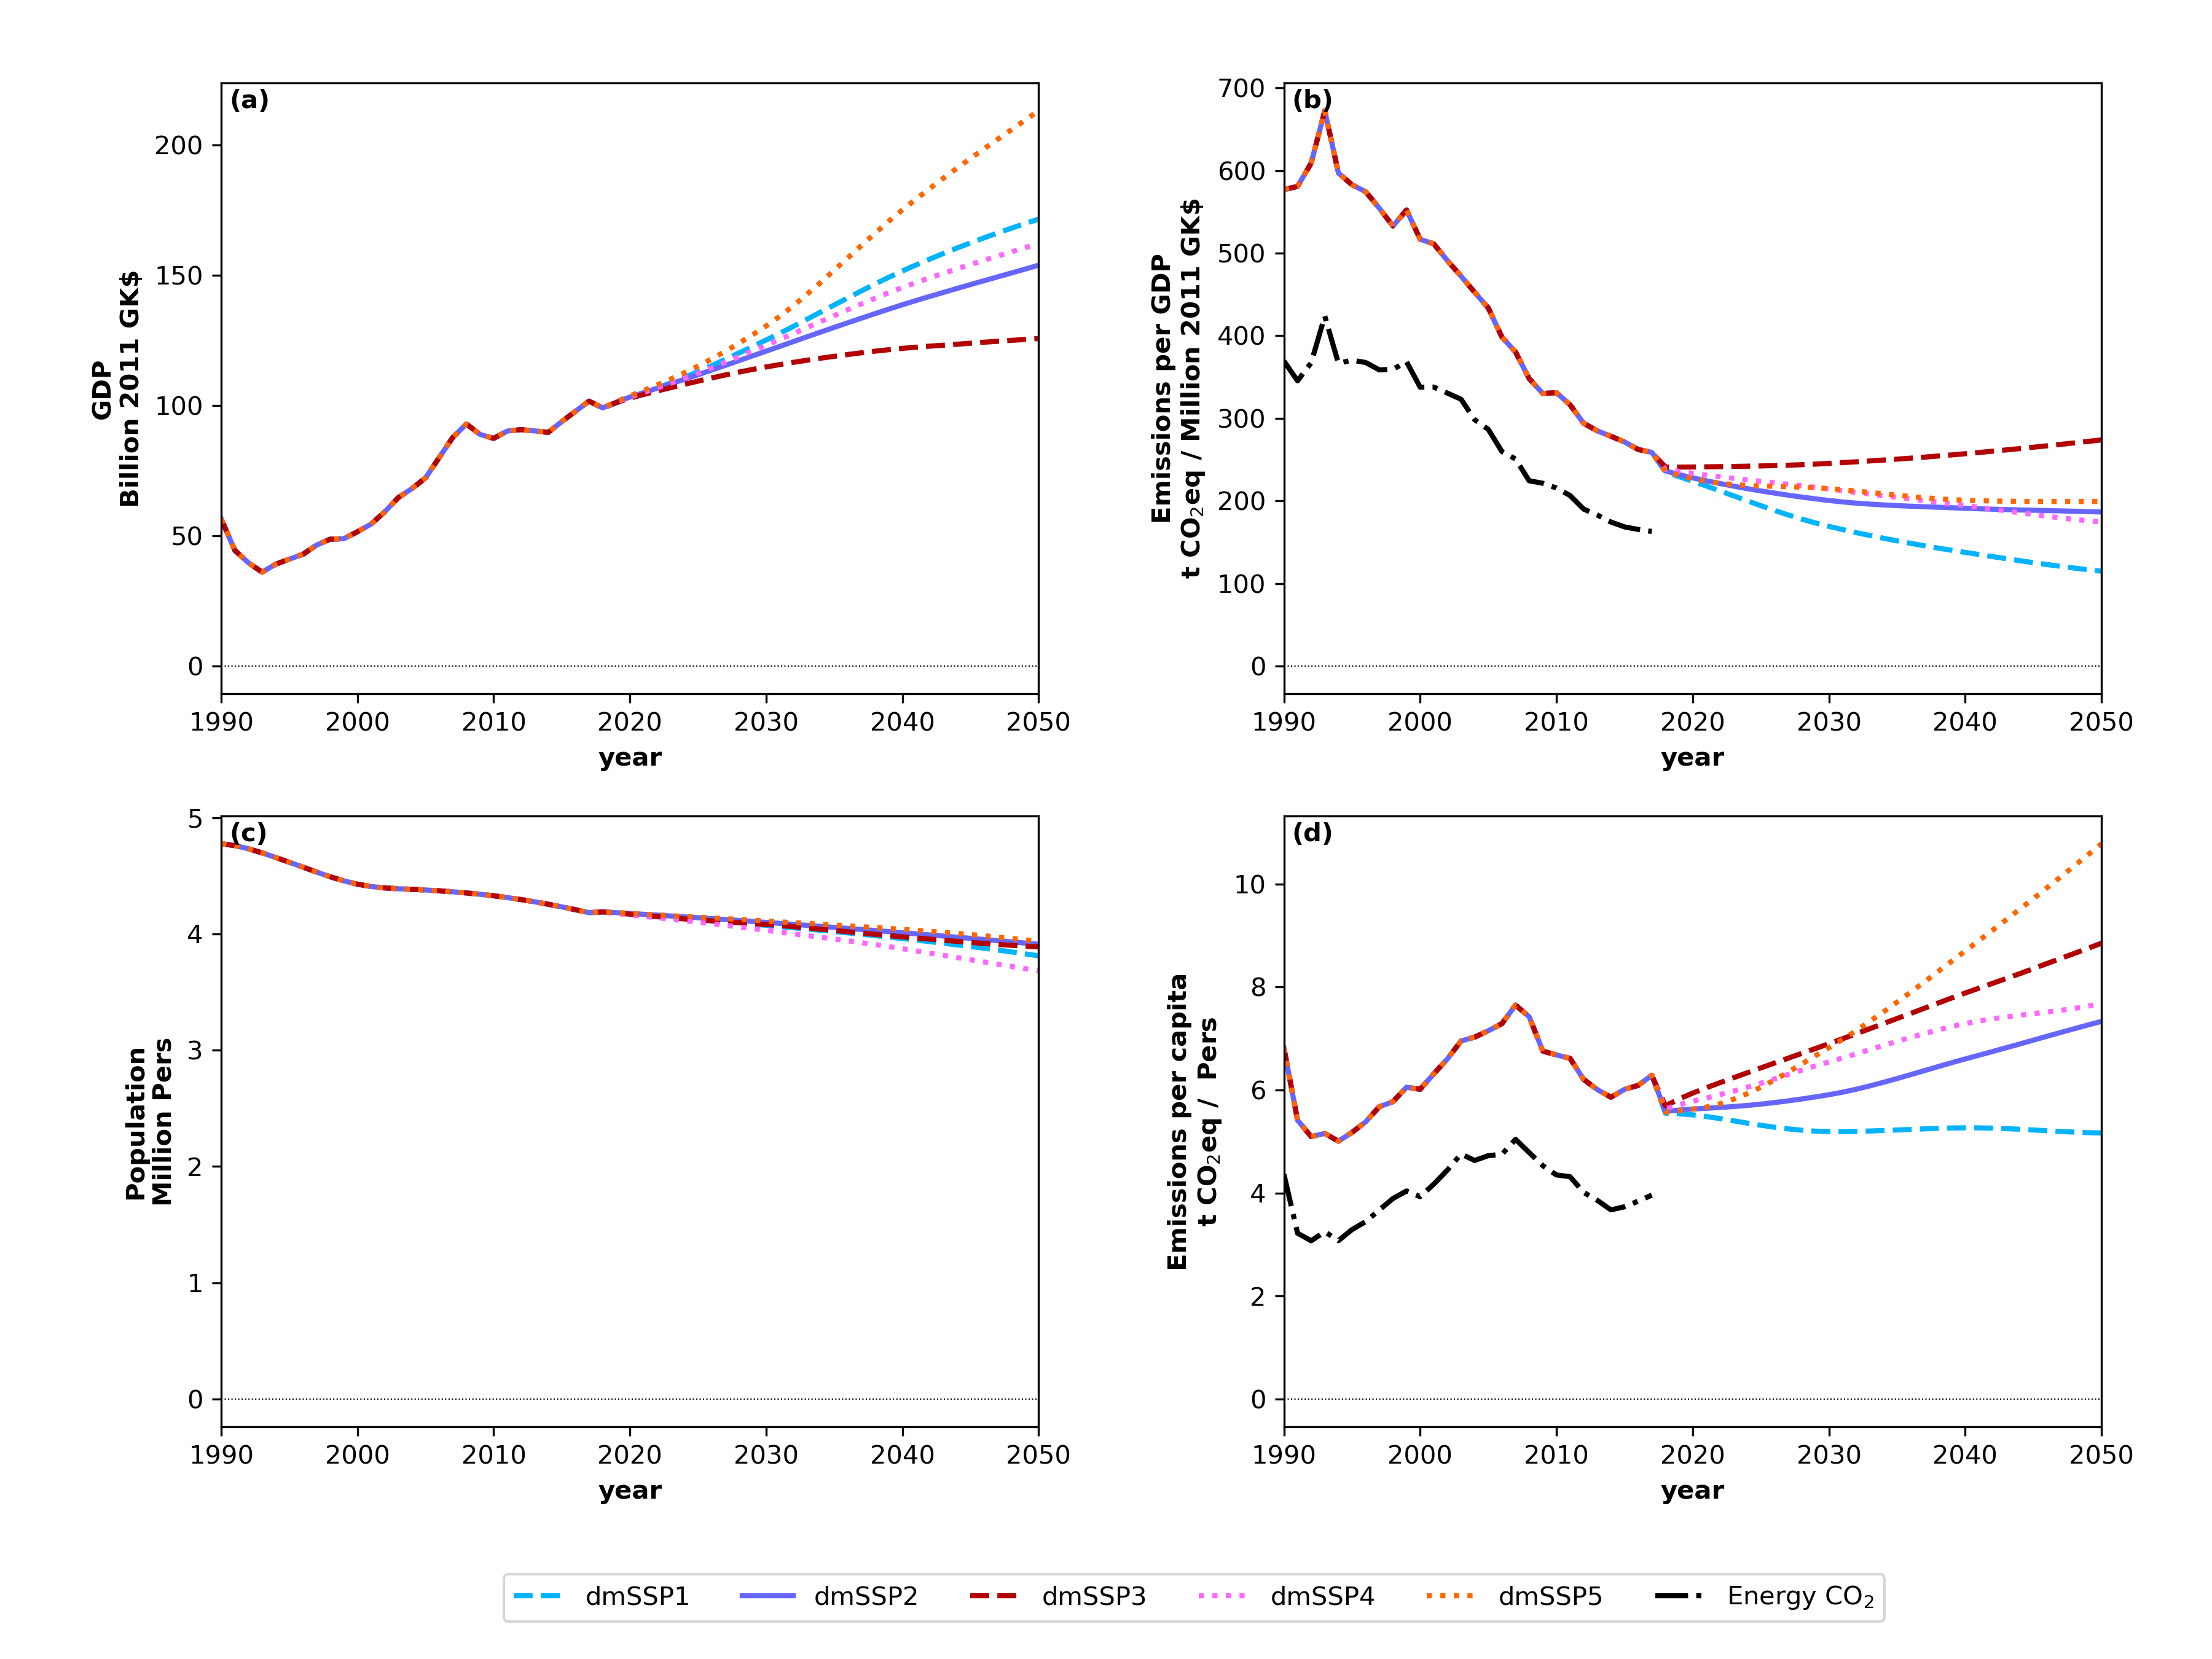 (a)
GDP
Billion 2011 GK$
200
150
100
50
0
1990 2000 2010 2020 2030 2040 2050
year
(b)
Emissions per GDP
t CO₂eq / Million 2011 GK$
700
600
500
400
300
200
100
0
1990 2000 2010 2020 2030 2040 2050
year
(c)
Population
Million Pers
5
4
3
2
1
0
1990 2000 2010 2020 2030 2040 2050
year
(d)
Emissions per capita
t CO₂eq / Pers
10
8
6
4
2
0
1990 2000 2010 2020 2030 2040 2050
year
dmSSP1 dmSSP2 dmSSP3 dmSSP4 dmSSP5 Energy CO₂